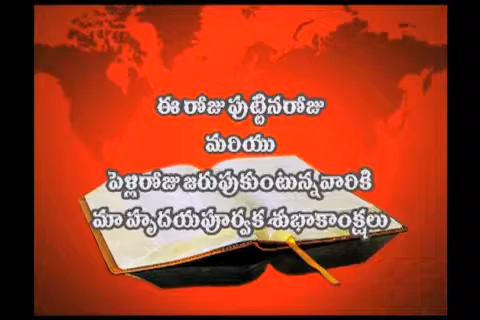 ఈ రోజు పుట్టినరోజు
మరియు
పెళ్లిరోజు జరుపుకుంటున్నవారికి
మా హృదయపూర్వక శుభాకాంక్షలు